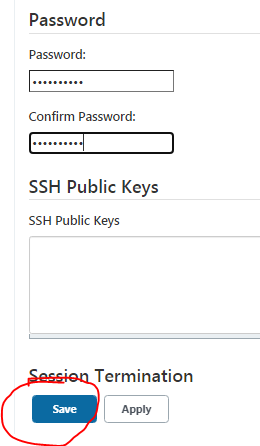 Password
Password:
••••••••••
Confirm Password:
••••••••••
SSH Public Keys
SSH Public Keys
Session Termination
Save Apply